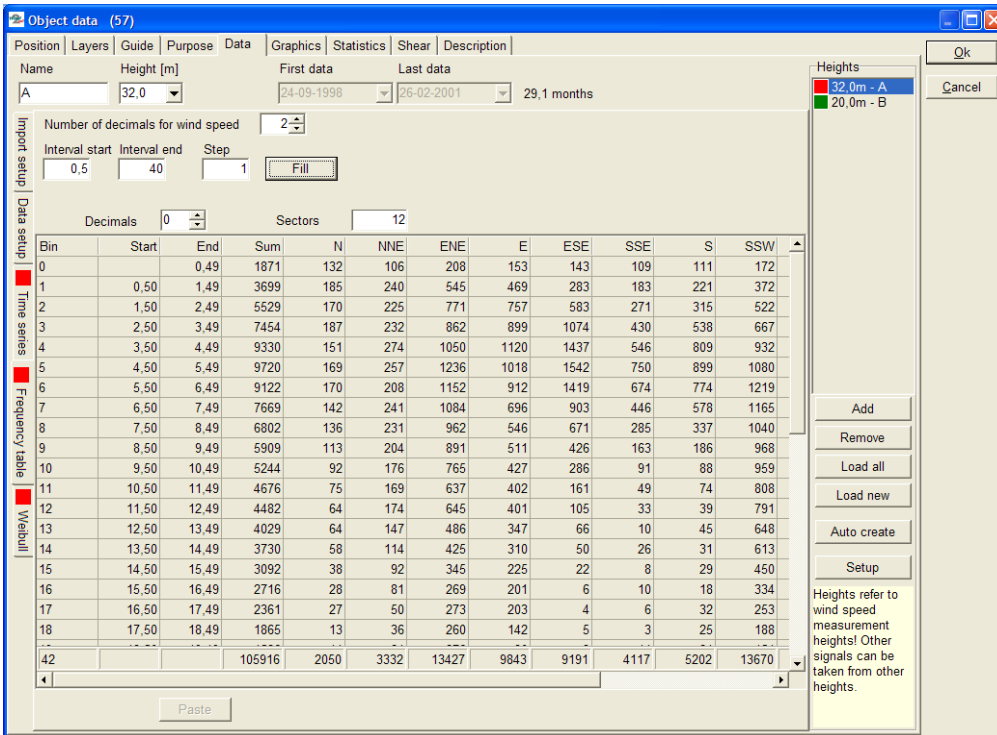 Object data (57)
Position Layers Guide Purpose Data Graphics Statistics Shear Description
Ok
Cancel
Name Height [m] First data Last data
A 32,0 24-09-1998 26-02-2001 29,1 months
Heights
32,0m - A
20,0m - B
Import setup
Data setup
Time series
Frequency table
Weibull
Number of decimals for wind speed 2
Interval start Interval end Step
0,5 40 1 Fill
Decimals 0 Sectors 12
Bin Start End Sum N NNE ENE E ESE SSE S SSW
0 0,49 1871 132 106 208 153 143 109 111 172
1 0,50 1,49 3699 185 240 545 469 283 183 221 372
2 1,50 2,49 5529 170 225 771 757 583 271 315 522
3 2,50 3,49 7454 187 232 862 899 1074 430 538 667
4 3,50 4,49 9330 151 274 1050 1120 1437 546 809 932
5 4,50 5,49 9720 169 257 1236 1018 1542 750 899 1080
6 5,50 6,49 9122 170 208 1152 912 1419 674 774 1219
7 6,50 7,49 7669 142 241 1084 696 903 446 578 1165
8 7,50 8,49 6802 136 231 962 546 671 285 337 1040
9 8,50 9,49 5909 113 204 891 511 426 163 186 968
10 9,50 10,49 5244 92 176 765 427 286 91 88 959
11 10,50 11,49 4676 75 169 637 402 161 49 74 808
12 11,50 12,49 4482 64 174 645 401 105 33 39 791
13 12,50 13,49 4029 64 147 486 347 66 10 45 648
14 13,50 14,49 3730 58 114 425 310 50 26 31 613
15 14,50 15,49 3092 38 92 345 225 22 8 29 450
16 15,50 16,49 2716 28 81 269 201 6 10 18 334
17 16,50 17,49 2361 27 50 273 203 4 6 32 253
18 17,50 18,49 1865 13 36 260 142 5 3 25 188
42 105916 2050 3332 13427 9843 9191 4117 5202 13670
Paste
Add
Remove
Load all
Load new
Auto create
Setup
Heights refer to
wind speed
measurement
heights! Other
signals can be
taken from other
heights.